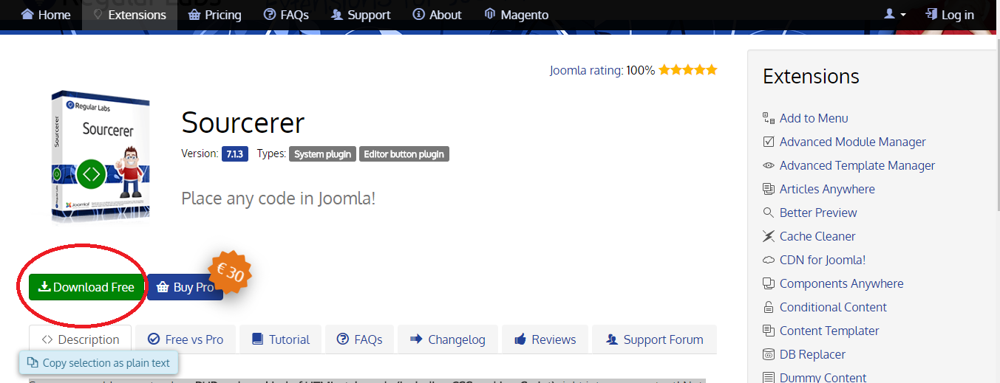 Home
Extensions
Pricing
FAQs
Support
About
Magento
Log in
Joomla rating: 100%
Regular Labs
Sourcerer
Sourcerer
Joomla!
Sourcerer
Version: 7.1.3 Types: System plugin Editor button plugin
Place any code in Joomla!
Download Free
Buy Pro
€ 30
Description
Free vs Pro
Tutorial
FAQs
Changelog
Reviews
Support Forum
Copy selection as plain text
Extensions
Add to Menu
Advanced Module Manager
Advanced Template Manager
Articles Anywhere
Better Preview
Cache Cleaner
CDN for Joomla!
Components Anywhere
Conditional Content
Content Templater
DB Replacer
Dummy Content